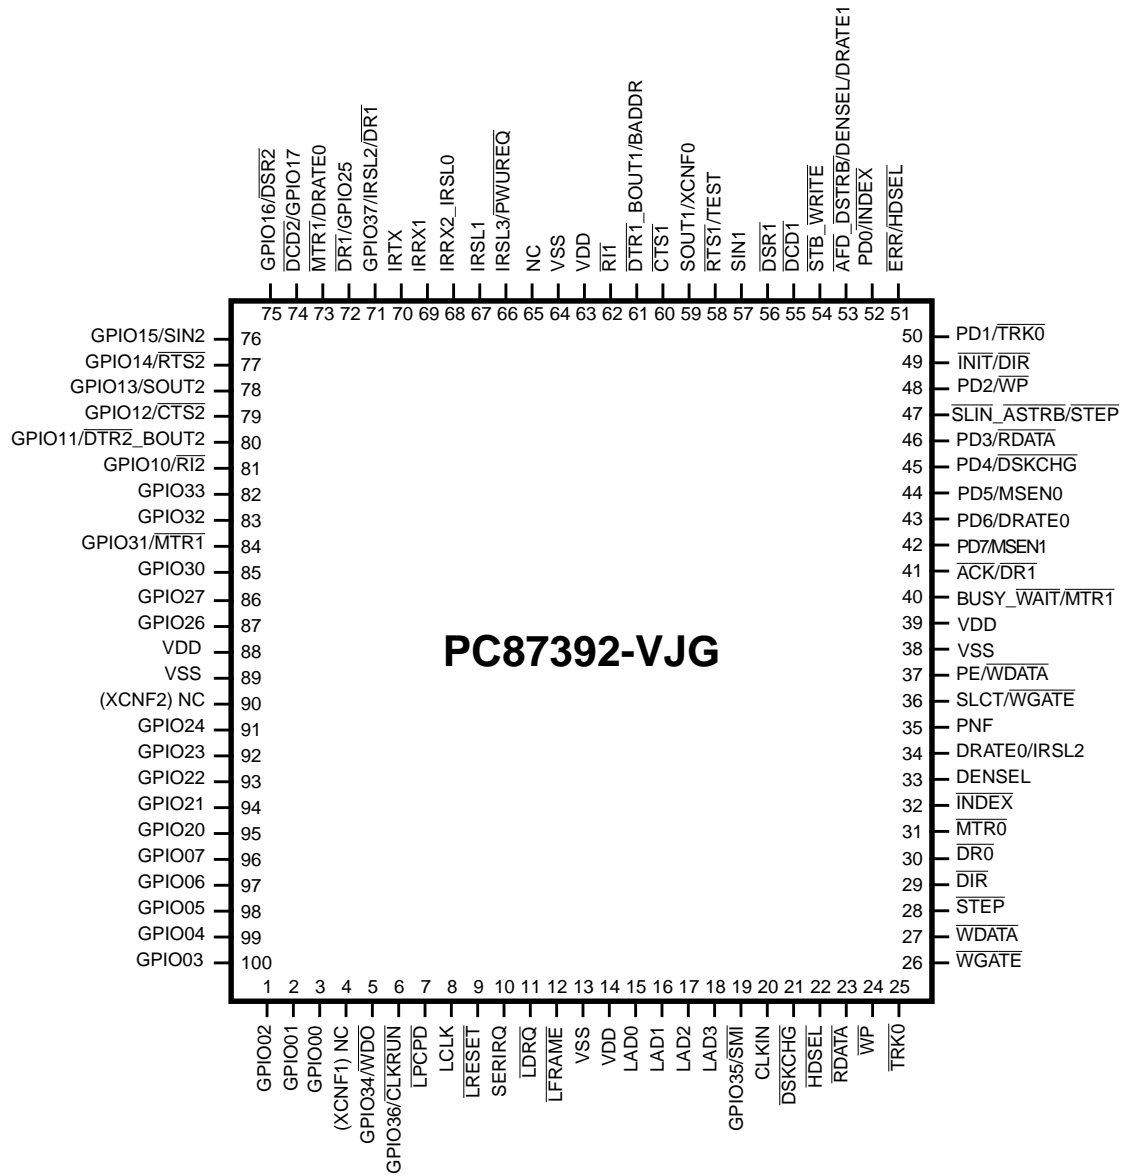 GPIO16/DSR2
DCD2/GPIO17
MTR1/DRATE0
DR1/GPIO25
GPIO37/IRSL2/DR1
IRTX
IRRX1
IRRX2_IRSL0
IRSL1
IRSL3/PWUREQ
NC
VSS
VDD
RI1
DTR1_BOUT1/BADDR
CTS1
SOUT1/XCNF0
RTS1/TEST
SIN1
DSR1
DCD1
STB_WRITE
AFD_DSTRB/DENSEL/DRATE1
PD0/INDEX
ERR/HDSEL
75 74 73 72 71 70 69 68 67 66 65 64 63 62 61 60 59 58 57 56 55 54 53 52 51
GPIO15/SIN2 76
GPIO14/RTS2 77
GPIO13/SOUT2 78
GPIO12/CTS2 79
GPIO11/DTR2_BOUT2 80
GPIO10/RI2 81
GPIO33 82
GPIO32 83
GPIO31/MTR1 84
GPIO30 85
GPIO27 86
GPIO26 87
VDD 88
VSS 89
(XCNF2) NC 90
GPIO24 91
GPIO23 92
GPIO22 93
GPIO21 94
GPIO20 95
GPIO07 96
GPIO06 97
GPIO05 98
GPIO04 99
GPIO03 100
PC87392-VJG
50 PD1/TRK0
49 INIT/DIR
48 PD2/WP
47 SLIN_ASTRB/STEP
46 PD3/RDATA
45 PD4/DSKCHG
44 PD5/MSEN0
43 PD6/DRATE0
42 PD7/MSEN1
41 ACK/DR1
40 BUSY_WAIT/MTR1
39 VDD
38 VSS
37 PE/WDATA
36 SLCT/WGATE
35 PNF
34 DRATE0/IRSL2
33 DENSEL
32 INDEX
31 MTR0
30 DR0
29 DIR
28 STEP
27 WDATA
26 WGATE
1 2 3 4 5 6 7 8 9 10 11 12 13 14 15 16 17 18 19 20 21 22 23 24 25
GPIO02
GPIO01
GPIO00
(XCNF1) NC
GPIO34/WDO
GPIO36/CLKRUN
LPCPD
LCLK
LRESET
SERIRQ
LDRQ
LFRAME
VSS
VDD
LAD0
LAD1
LAD2
LAD3
GPIO35/SMI
CLKIN
DSKCHG
HDSEL
RDATA
WP
TRK0